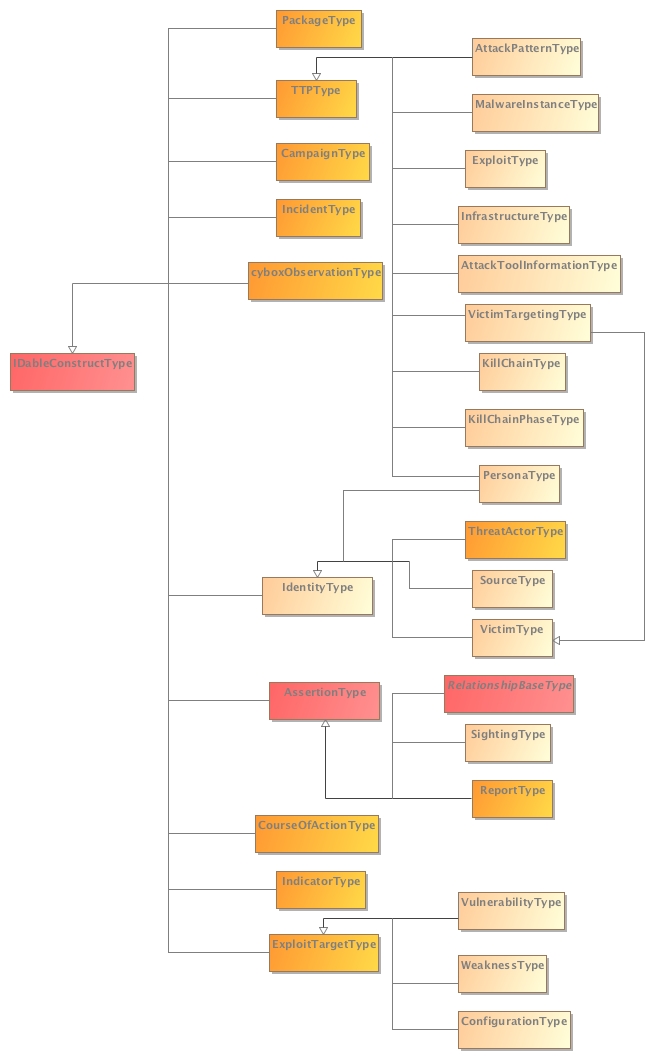 PackageType
AttackPatternType
TTPType
MalwareInstanceType
CampaignType
ExploitType
IncidentType
InfrastructureType
cyboxObservationType
AttackToolInformationType
VictimTargetingType
IDableConstructType
KillChainType
KillChainPhaseType
PersonaType
ThreatActorType
IdentityType
SourceType
VictimType
AssertionType
RelationshipBaseType
SightingType
ReportType
CourseOfActionType
IndicatorType
VulnerabilityType
ExploitTargetType
WeaknessType
ConfigurationType